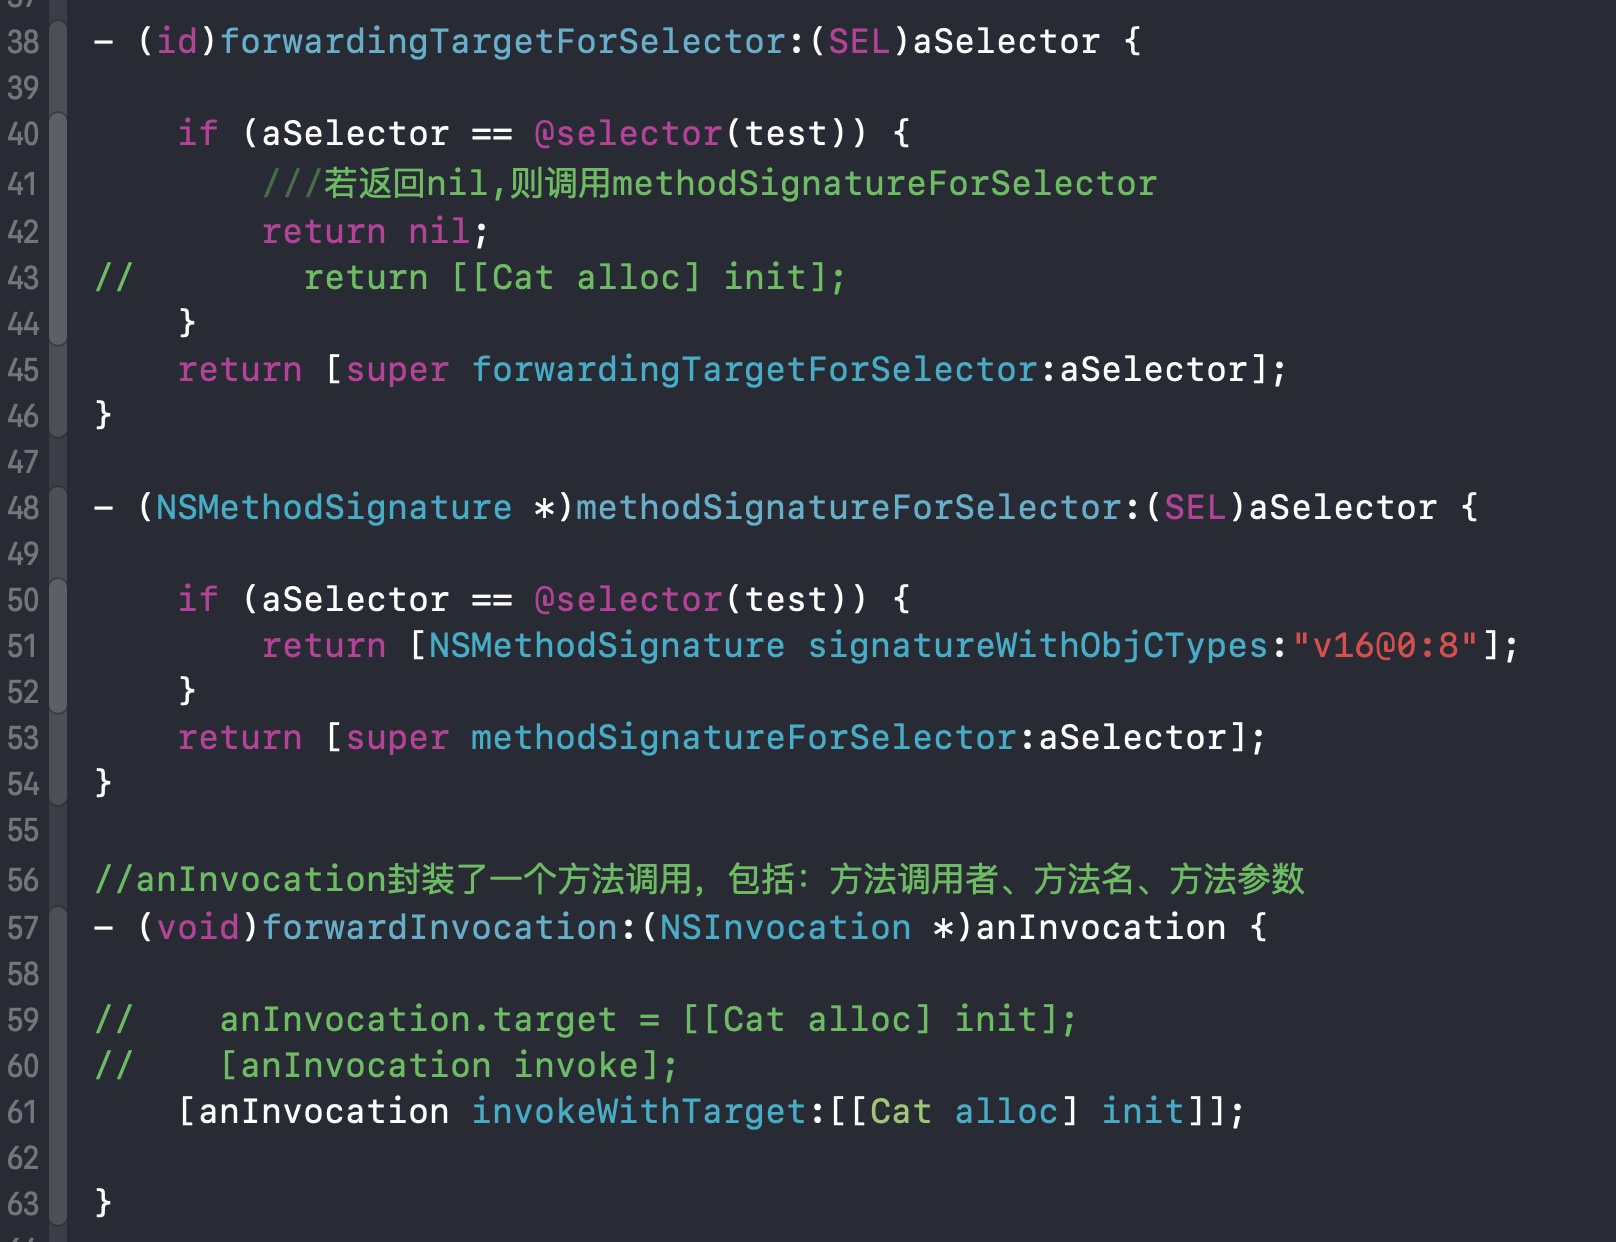 38 - (id)forwardingTargetForSelector:(SEL)aSelector {
39
40 if (aSelector == @selector(test)) {
41 ///若返回nil,则调用methodSignatureForSelector
42 return nil;
43 // return [[Cat alloc] init];
44 }
45 return [super forwardingTargetForSelector:aSelector];
46 }
47
48 - (NSMethodSignature *)methodSignatureForSelector:(SEL)aSelector {
49
50 if (aSelector == @selector(test)) {
51 return [NSMethodSignature signatureWithObjCTypes:"v16@0:8"];
52 }
53 return [super methodSignatureForSelector:aSelector];
54 }
55
56 //anInvocation封装了一个方法调用，包括：方法调用者、方法名、方法参数
57 - (void)forwardInvocation:(NSInvocation *)anInvocation {
58
59 // anInvocation.target = [[Cat alloc] init];
60 // [anInvocation invoke];
61 [anInvocation invokeWithTarget:[[Cat alloc] init]];
62
63 }